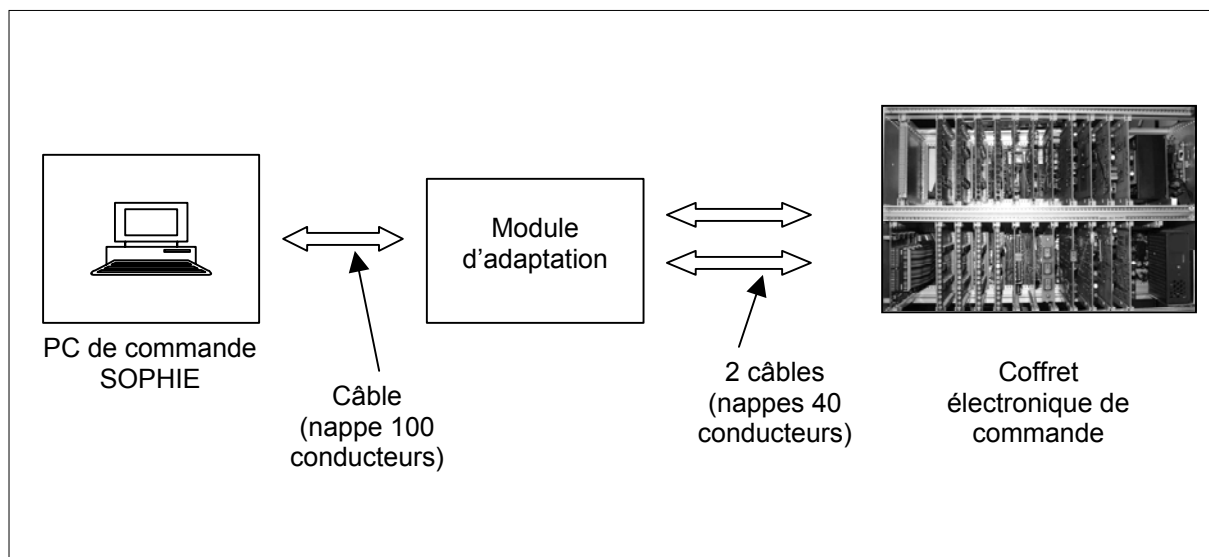 Module
d'adaptation
PC de commande
SOPHIE
Câble
(nappe 100
conducteurs)
2 câbles
(nappes 40
conducteurs)
Coffret
électronique de
commande